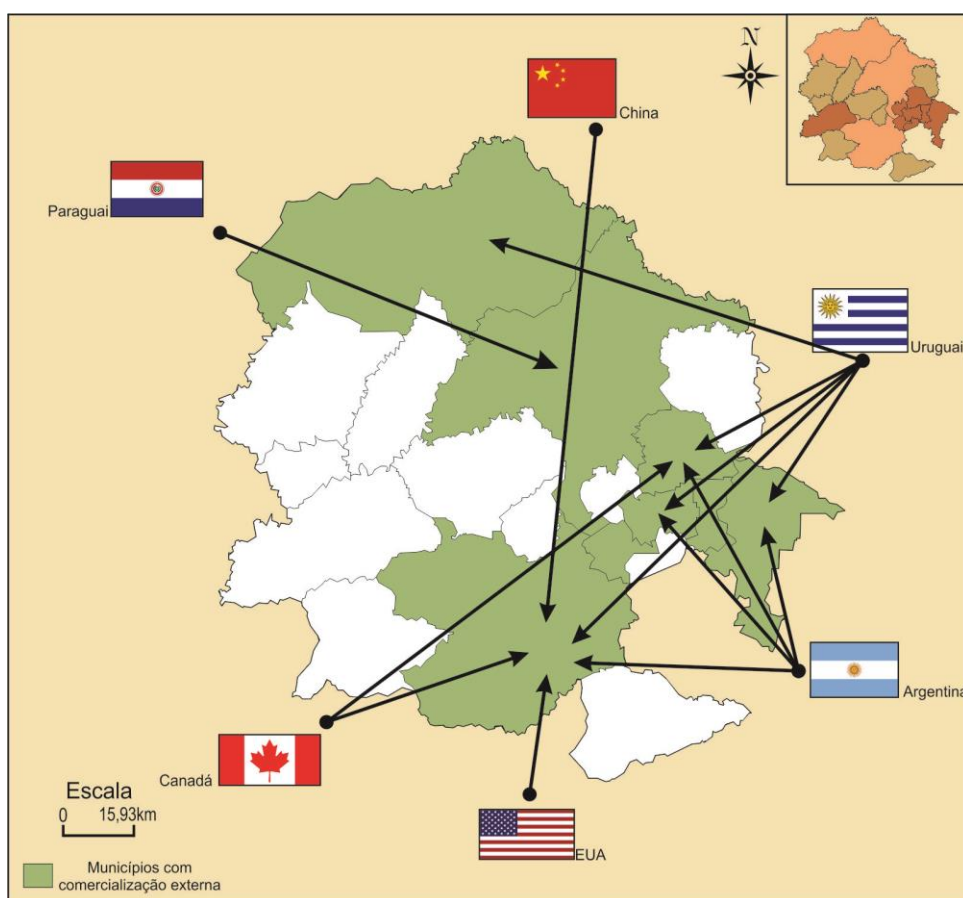 N
China
Paraguai
Uruguai
Argentina
Canadá
EUA
Escala
0 15,93km
Municípios com
comercialização externa